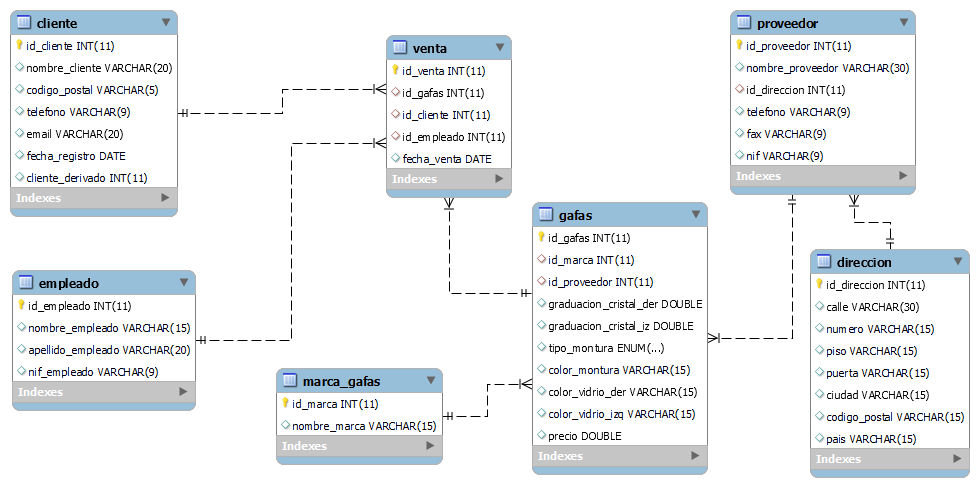 cliente
id_cliente INT(11)
nombre_cliente VARCHAR(20)
codigo_postal VARCHAR(5)
telefono VARCHAR(9)
email VARCHAR(20)
fecha_registro DATE
cliente_derivado INT(11)
Indexes
venta
id_venta INT(11)
id_gafas INT(11)
id_cliente INT(11)
id_empleado INT(11)
fecha_venta DATE
Indexes
proveedor
id_proveedor INT(11)
nombre_proveedor VARCHAR(30)
id_direccion INT(11)
telefono VARCHAR(9)
fax VARCHAR(9)
nif VARCHAR(9)
Indexes
gafas
id_gafas INT(11)
id_marca INT(11)
id_proveedor INT(11)
graduacion_cristal_der DOUBLE
graduacion_cristal_iz DOUBLE
tipo_montura ENUM(...)
color_montura VARCHAR(15)
color_vidrio_der VARCHAR(15)
color_vidrio_izq VARCHAR(15)
precio DOUBLE
Indexes
direccion
id_direccion INT(11)
calle VARCHAR(30)
numero VARCHAR(15)
piso VARCHAR(15)
puerta VARCHAR(15)
ciudad VARCHAR(15)
codigo_postal VARCHAR(15)
pais VARCHAR(15)
Indexes
empleado
id_empleado INT(11)
nombre_empleado VARCHAR(15)
apellido_empleado VARCHAR(20)
nif_empleado VARCHAR(9)
Indexes
marca_gafas
id_marca INT(11)
nombre_marca VARCHAR(15)
Indexes